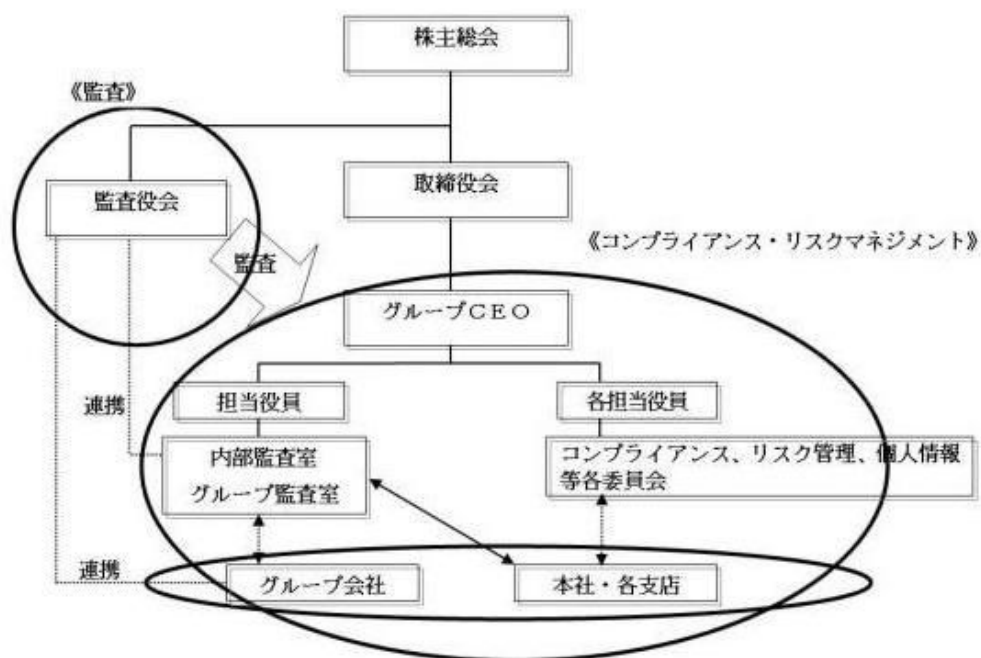 株主総会
《監査》
監査役会
取締役会
《コンプライアンス・リスクマネジメント》
監査
グループＣＥＯ
担当役員
各担当役員
連携
内部監査室
グループ監査室
コンプライアンス、リスク管理、個人情報
等各委員会
連携
グループ会社
本社・各支店